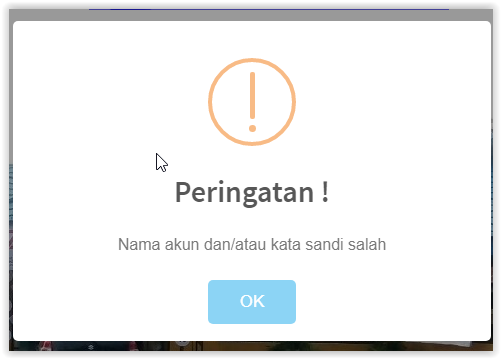 Peringatan !
Nama akun dan/atau kata sandi salah
OK